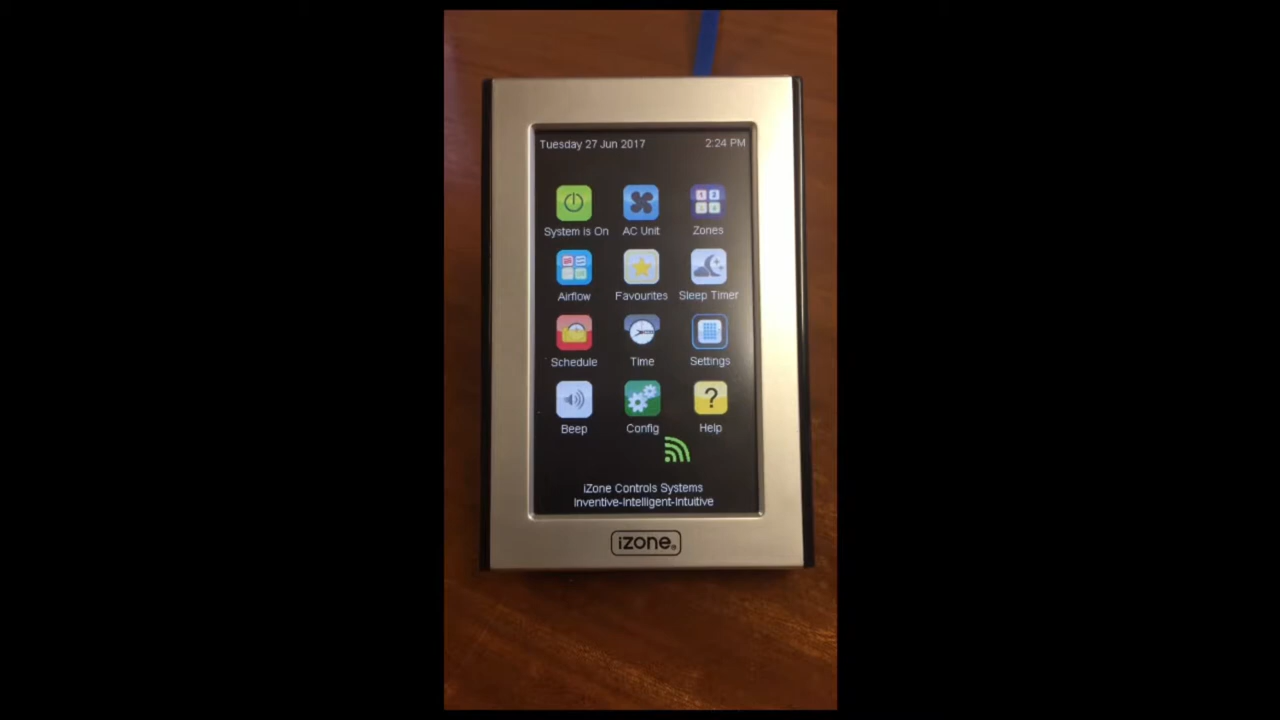 Tuesday 27 Jun 2017 2:24 PM
System is On AC Unit Zones
Airflow Favourites Sleep Timer
Schedule Time Settings
Beep Config Help
iZone Controls Systems
Inventive-Intelligent-Intuitive
izone®